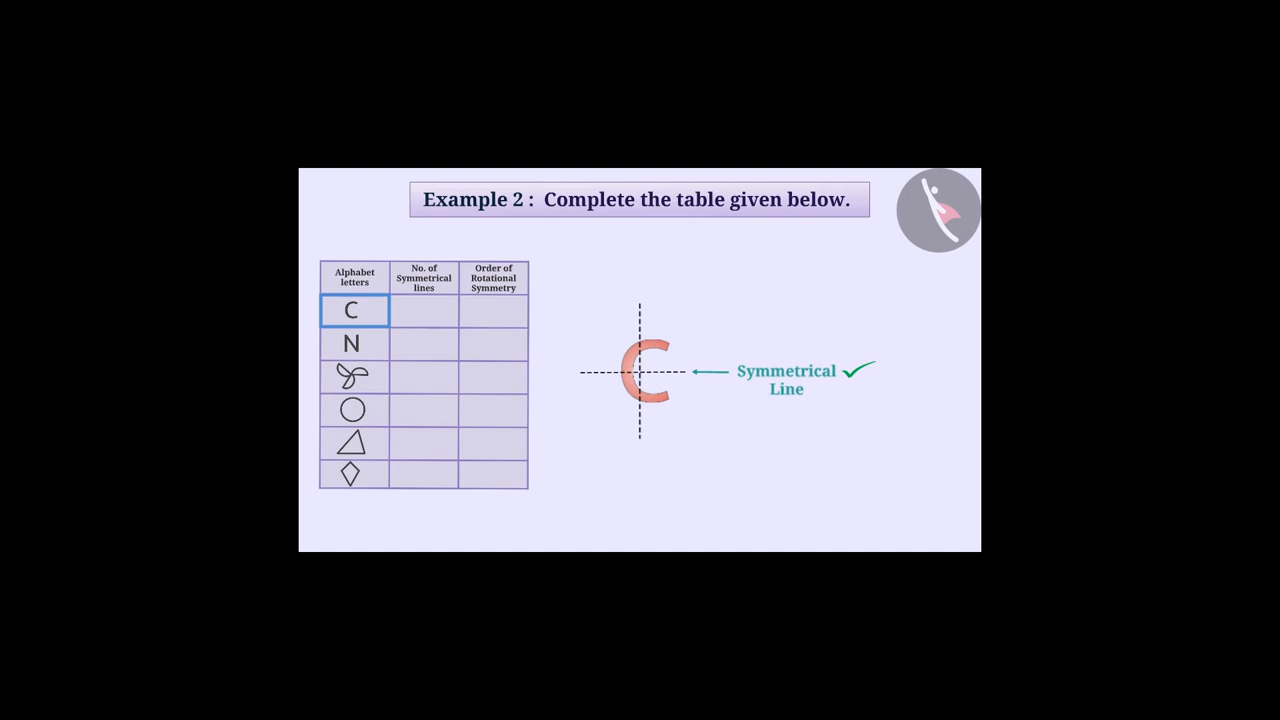 Example 2 :  Complete the table given below.
Alphabet
letters
No. of
Symmetrical
lines
Order of
Rotational
Symmetry
C
N
Symmetrical
Line